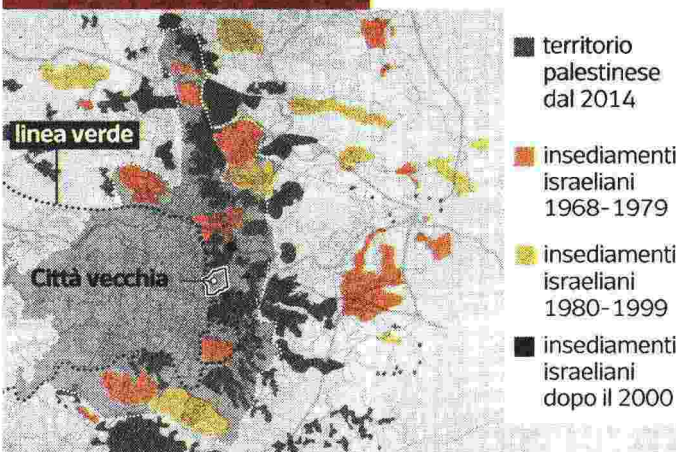 linea verde
Città vecchia
territorio
palestinese
dal 2014
insediamenti
israeliani
1968-1979
insediamenti
israeliani
1980-1999
insediamenti
israeliani
dopo il 2000